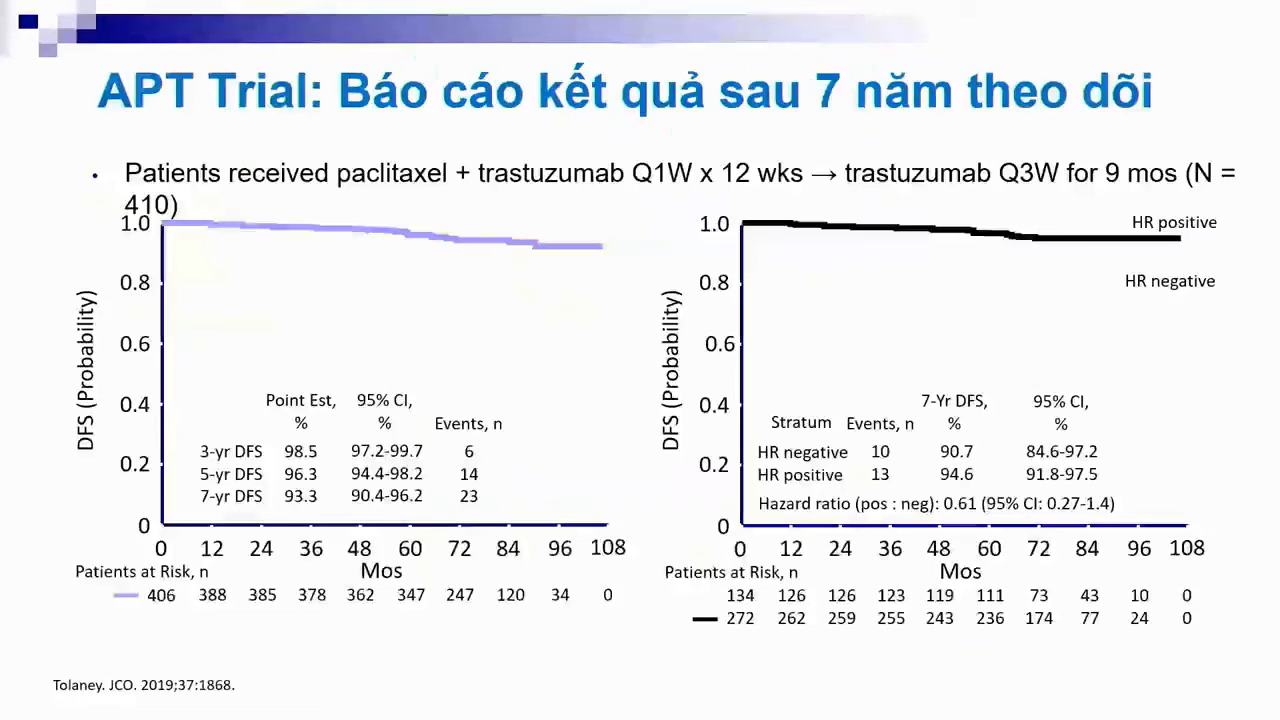 APT Trial: Báo cáo kết quả sau 7 năm theo dõi
• Patients received paclitaxel + trastuzumab Q1W x 12 wks → trastuzumab Q3W for 9 mos (N =
410)
DFS (Probability)
1.0
0.8
0.6
0.4
0.2
0
Point Est, 95% CI,
% % Events, n
3-yr DFS 98.5 97.2-99.7 6
5-yr DFS 96.3 94.4-98.2 14
7-yr DFS 93.3 90.4-96.2 23
0 12 24 36 48 60 72 84 96 108
Patients at Risk, n Mos
406 388 385 378 362 347 247 120 34 0
DFS (Probability)
1.0
0.8
0.6
0.4
0.2
0
HR positive
HR negative
7-Yr DFS, 95% CI,
Stratum Events, n % %
HR negative 10 90.7 84.6-97.2
HR positive 13 94.6 91.8-97.5
Hazard ratio (pos : neg): 0.61 (95% CI: 0.27-1.4)
0 12 24 36 48 60 72 84 96 108
Patients at Risk, n Mos
134 126 126 123 119 111 73 43 10 0
272 262 259 255 243 236 174 77 24 0
Tolaney. JCO. 2019;37:1868.